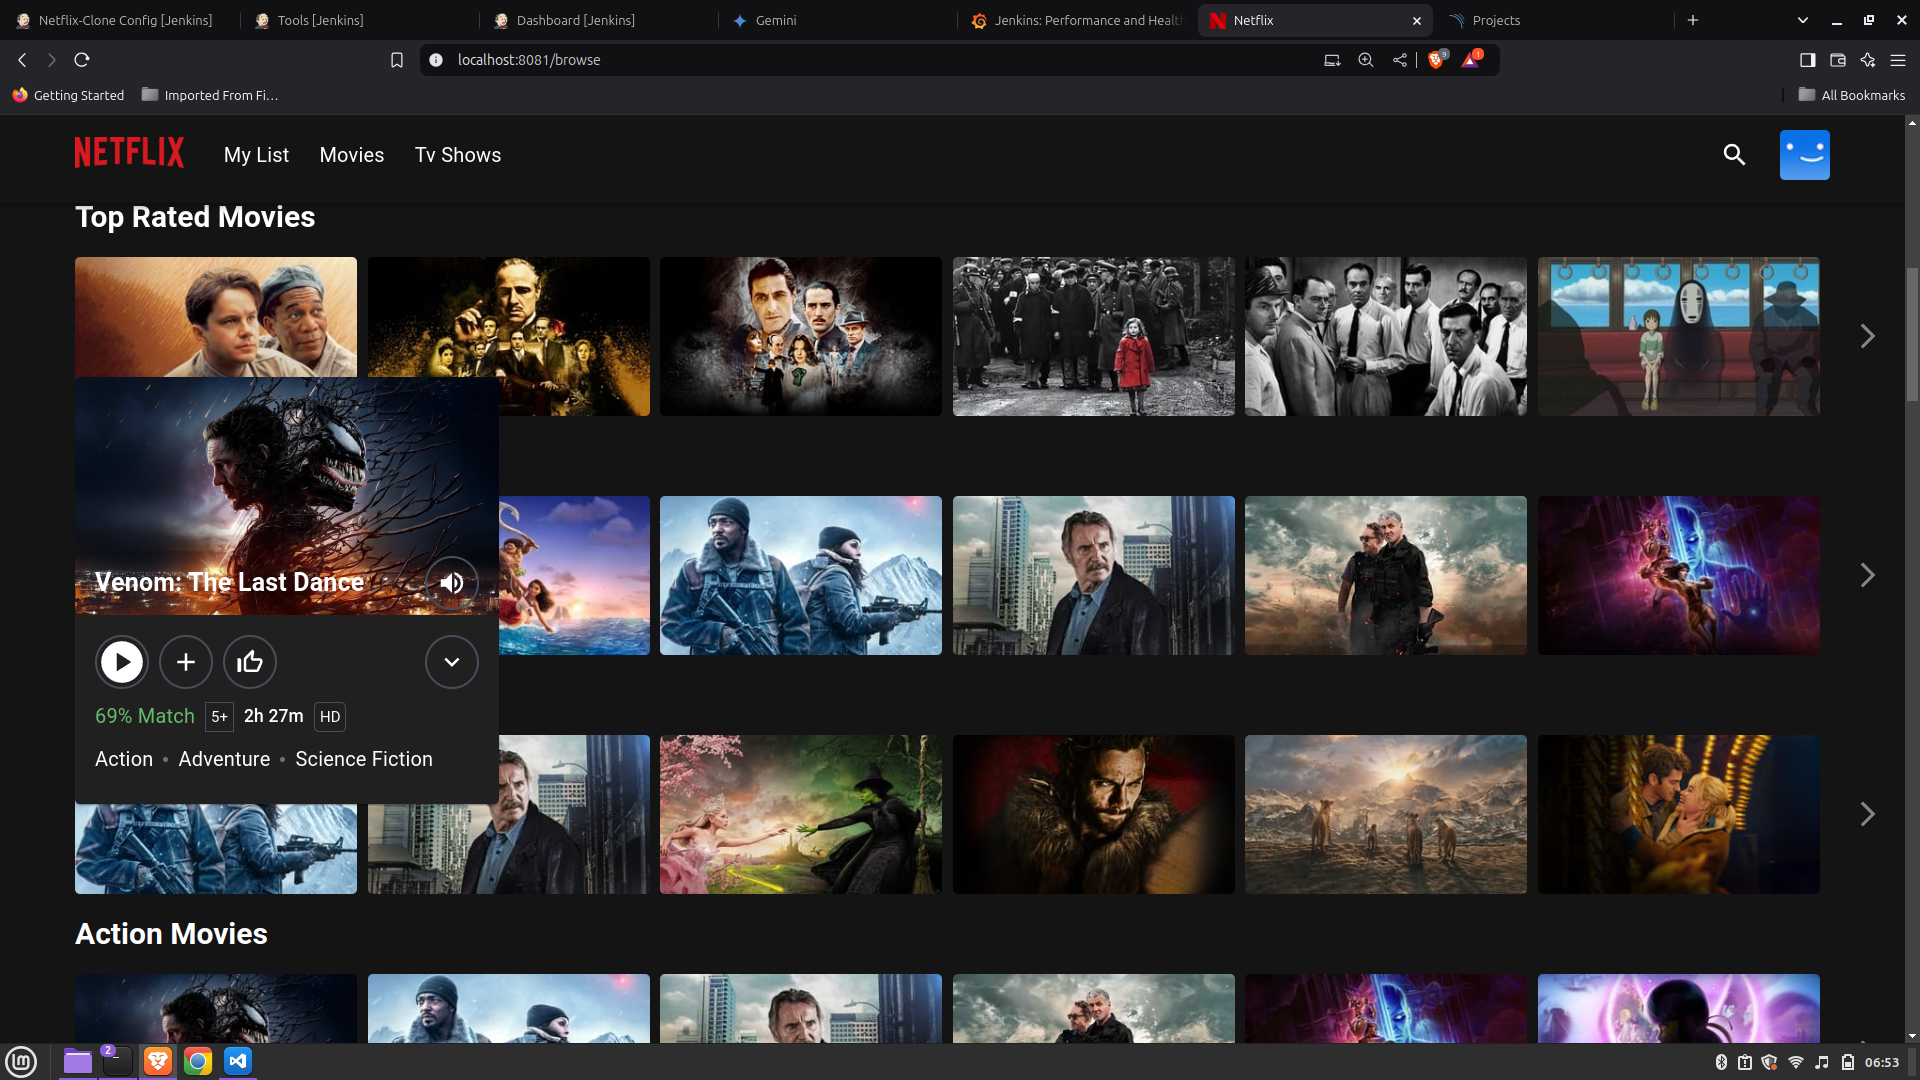 Netflix-Clone Config [Jenkins]
Tools [Jenkins]
Dashboard [Jenkins]
Gemini
Jenkins: Performance and Healt
Netflix
Projects
localhost:8081/browse
9
1
Getting Started
Imported From Fi...
All Bookmarks
NETFLIX
My List
Movies
Tv Shows
Top Rated Movies
Venom: The Last Dance
69% Match
5+
2h 27m
HD
Action • Adventure • Science Fiction
Action Movies
2
06:53